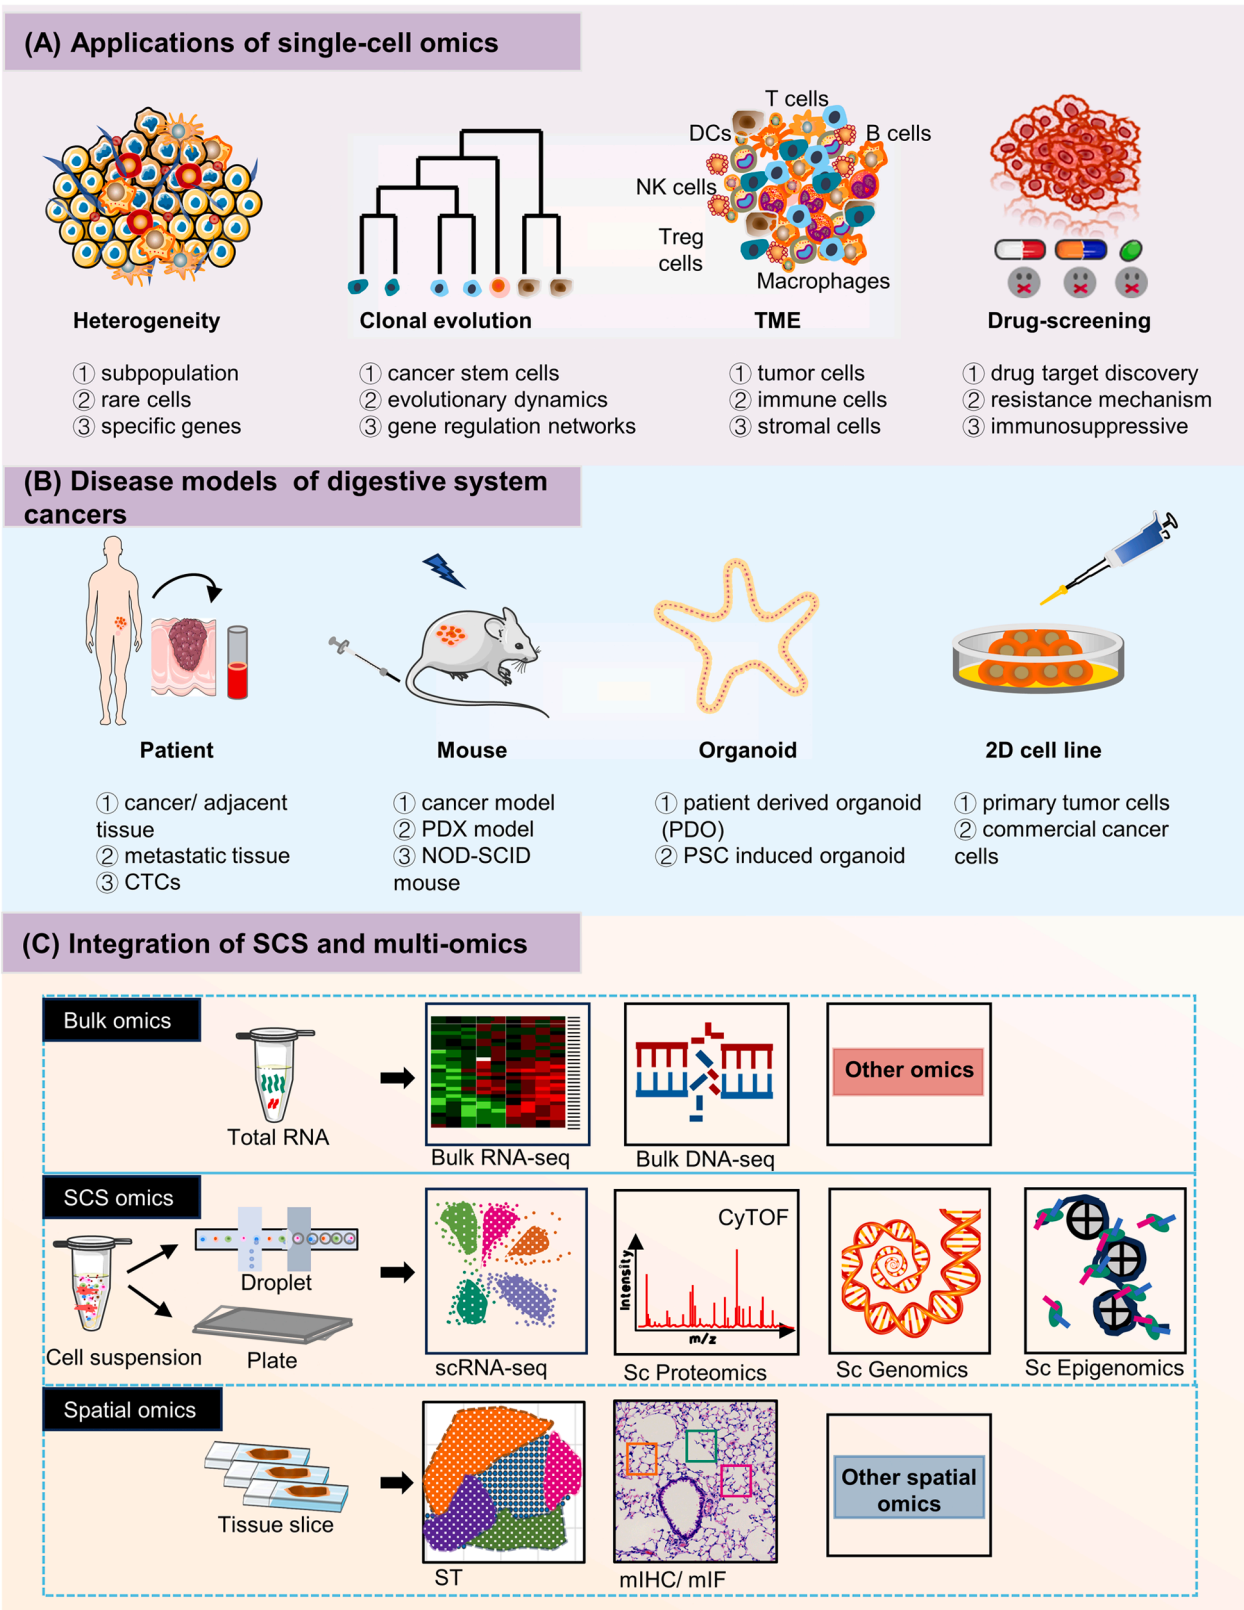 (A) Applications of single-cell omics
T cells
DCs
B cells
NK cells
Treg
cells
Macrophages
Heterogeneity
① subpopulation
② rare cells
③ specific genes
Clonal evolution
① cancer stem cells
② evolutionary dynamics
③ gene regulation networks
TME
① tumor cells
② immune cells
③ stromal cells
Drug-screening
① drug target discovery
② resistance mechanism
③ immunosuppressive
(B) Disease models of digestive system
cancers
Patient
① cancer/ adjacent
tissue
② metastatic tissue
③ CTCs
Mouse
① cancer model
② PDX model
③ NOD-SCID
mouse
Organoid
① patient derived organoid
(PDO)
② PSC induced organoid
2D cell line
① primary tumor cells
② commercial cancer
cells
(C) Integration of SCS and multi-omics
Bulk omics
Total RNA
Bulk RNA-seq
Bulk DNA-seq
Other omics
SCS omics
Cell suspension
Droplet
Plate
scRNA-seq
CyTOF
Intensity
m/z
Sc Proteomics
Sc Genomics
Sc Epigenomics
Spatial omics
Tissue slice
ST
mIHC/ mIF
Other spatial
omics